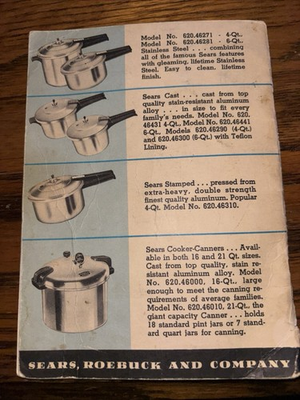 Model No. 620.46271 - 4-Qt..
Model No. 620.46281 - 6-Qt..
Stainless Steel . . . combining
all of the famous Sears features
with gleaming, lifetime Stainless
Steel. Easy to clean. lifetime
finish.
Sears Cast . . . cast from top
quality stain-resistant aluminum
alloy . . . in size to fit every
family's needs. Model No. 620.
46431 4-Qt.. Model No. 620.46441
6-Qt.. Models 620.46290 (4-Qt.)
and 620.46300 (6-Qt.) with Teflon
Lining.
Sears Stamped . . . pressed from
extra-heavy, double strength
finest quality aluminum. Popular
4-Qt. Model No. 620.46310.
Sears Cooker-Canners . . . Avail-
able in both 16 and 21 Qt. sizes.
Cast from top quality, stain re-
sistant aluminum alloy. Model
No. 620.46000, 16-Qt.. large
enough to meet the canning re-
quirements of average families.
Model No. 620.46010, 21-Qt. the
giant capacity Canner . . . holds
18 standard pint jars or 7 stand-
ard quart jars for canning.
SEARS, ROEBUCK AND COMPANY